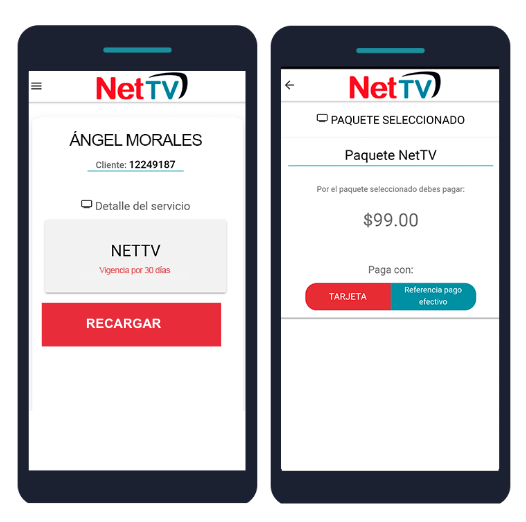 NetTV
ÁNGEL MORALES
Cliente: 12249187
Detalle del servicio
NETTV
Vigencia por 30 días
RECARGAR
NetTV
PAQUETE SELECCIONADO
Paquete NetTV
Por el paquete seleccionado debes pagar:
$99.00
Paga con:
TARJETA
Referencia pago
efectivo